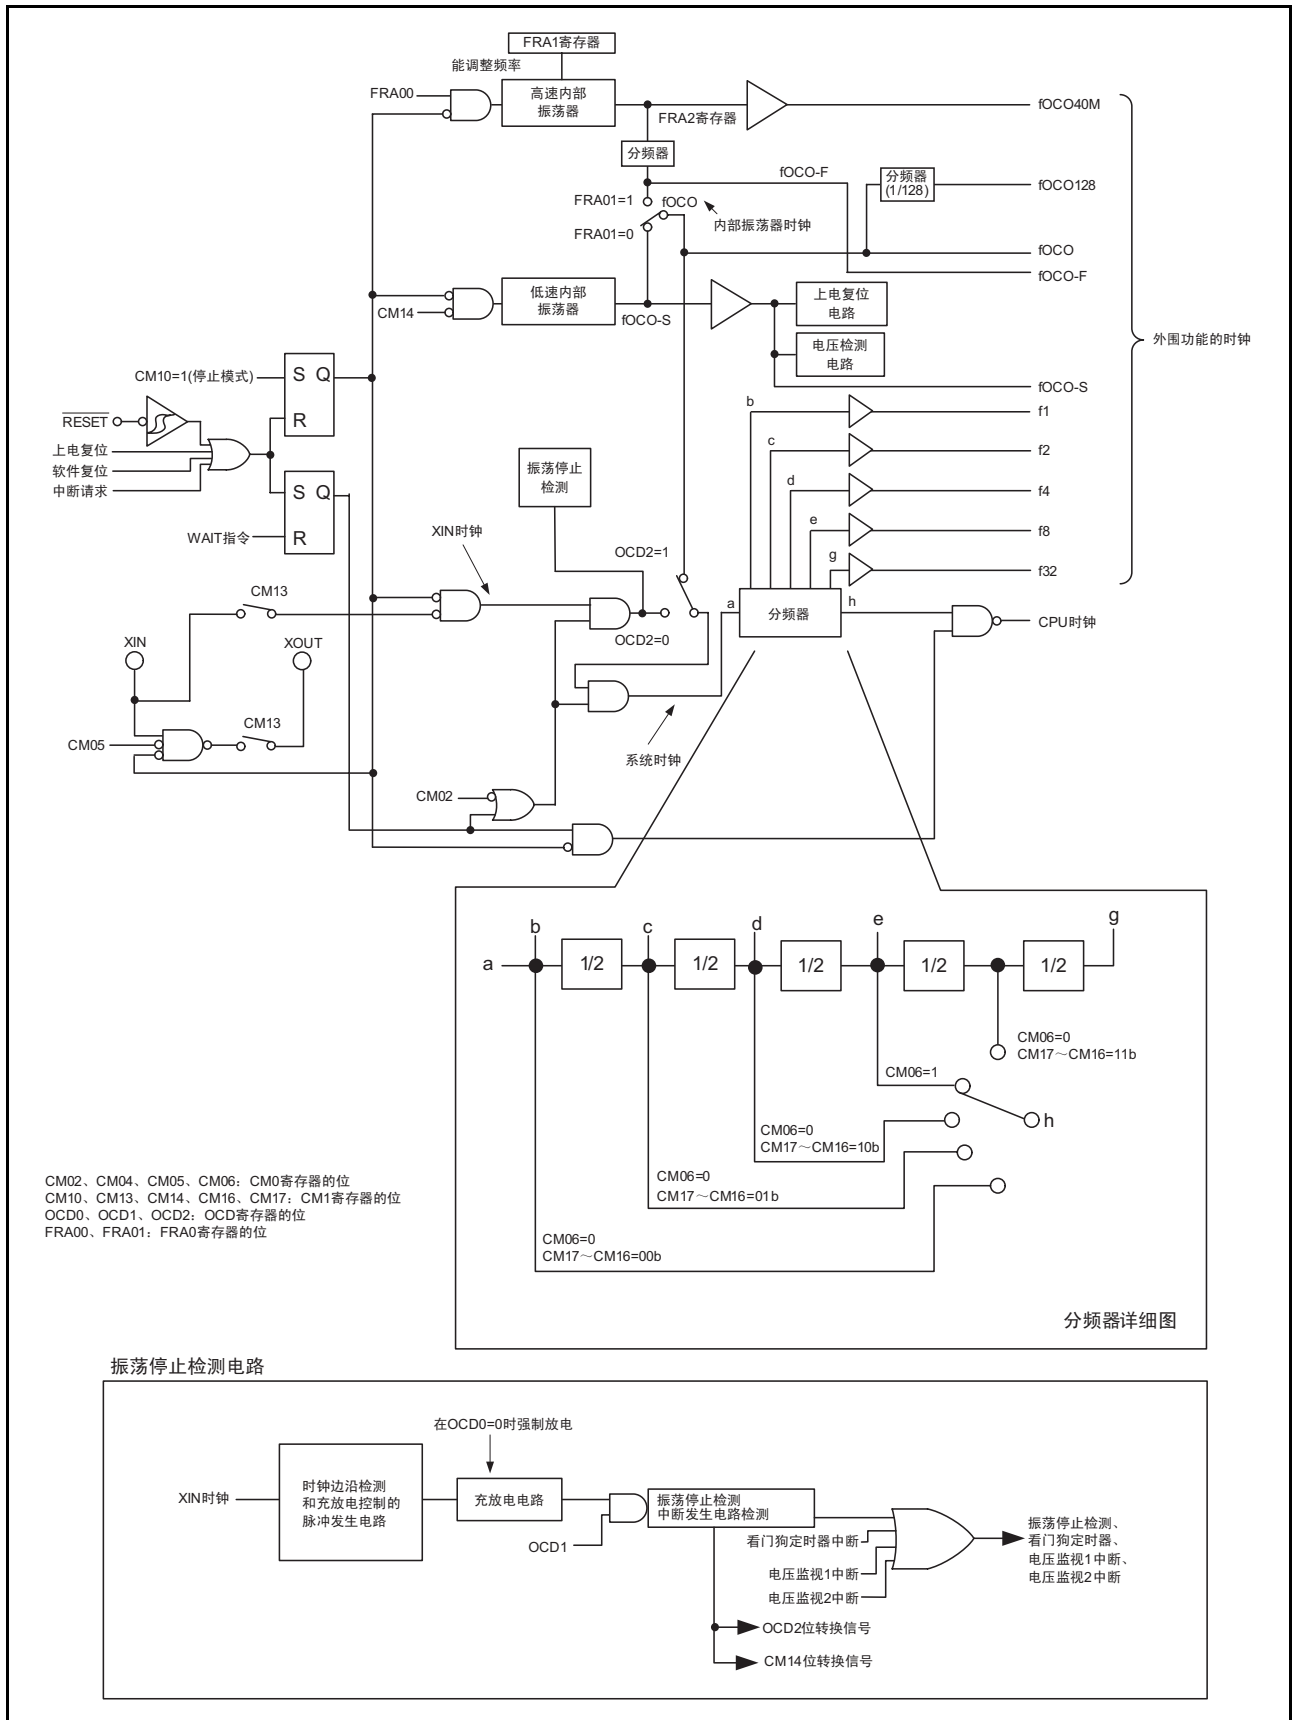 FRA1寄存器
能调整频率
FRA00
高速内部
振荡器
FRA2寄存器
fOCO40M
分频器
fOCO-F
分频器
(1/128)
fOCO128
FRA01=1
fOCO
内部振荡器时钟
FRA01=0
fOCO
fOCO-F
CM14
低速内部
振荡器
fOCO-S
上电复位
电路
电压检测
电路
外围功能的时钟
fOCO-S
CM10=1(停止模式)
S Q
R
RESET
上电复位
软件复位
中断请求
S Q
R
WAIT指令
振荡停止
检测
b
f1
c
f2
d
f4
e
f8
g
f32
XIN时钟
OCD2=1
CM13
a
分频器
h
CPU时钟
OCD2=0
XIN
XOUT
CM13
CM05
系统时钟
CM02
b
c
d
e
g
a
1/2
1/2
1/2
1/2
1/2
CM06=0
CM17～CM16=11b
CM06=1
h
CM06=0
CM17～CM16=10b
CM06=0
CM17～CM16=01b
CM06=0
CM17～CM16=00b
分频器详细图
CM02、CM04、CM05、CM06：CM0寄存器的位
CM10、CM13、CM14、CM16、CM17：CM1寄存器的位
OCD0、OCD1、OCD2：OCD寄存器的位
FRA00、FRA01：FRA0寄存器的位
振荡停止检测电路
在OCD0=0时强制放电
XIN时钟
时钟边沿检测
和充放电控制的
脉冲发生电路
充放电电路
OCD1
振荡停止检测
中断发生电路检测
看门狗定时器中断
电压监视1中断
电压监视2中断
振荡停止检测、
看门狗定时器、
电压监视1中断、
电压监视2中断
OCD2位转换信号
CM14位转换信号